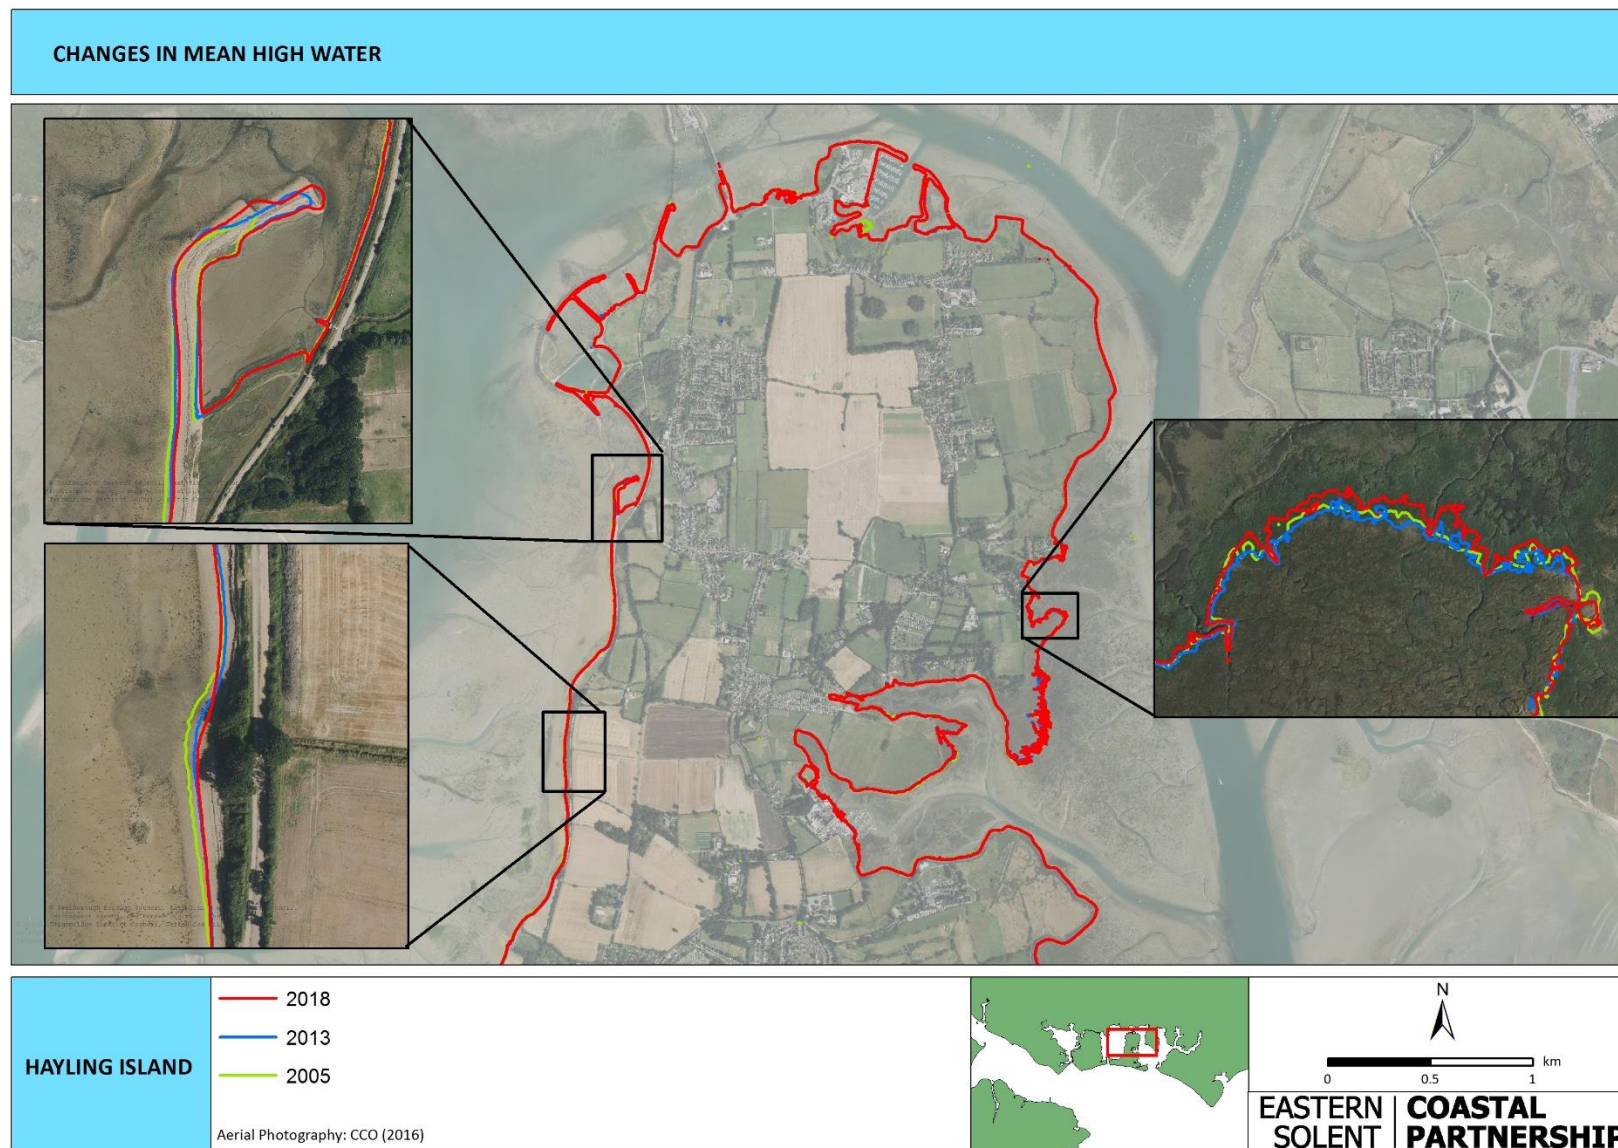 CHANGES IN MEAN HIGH WATER
HAYLING ISLAND
2018
2013
2005
Aerial Photography: CCO (2016)
N
km
0 0.5 1
EASTERN
SOLENT
COASTAL
PARTNERSHIP